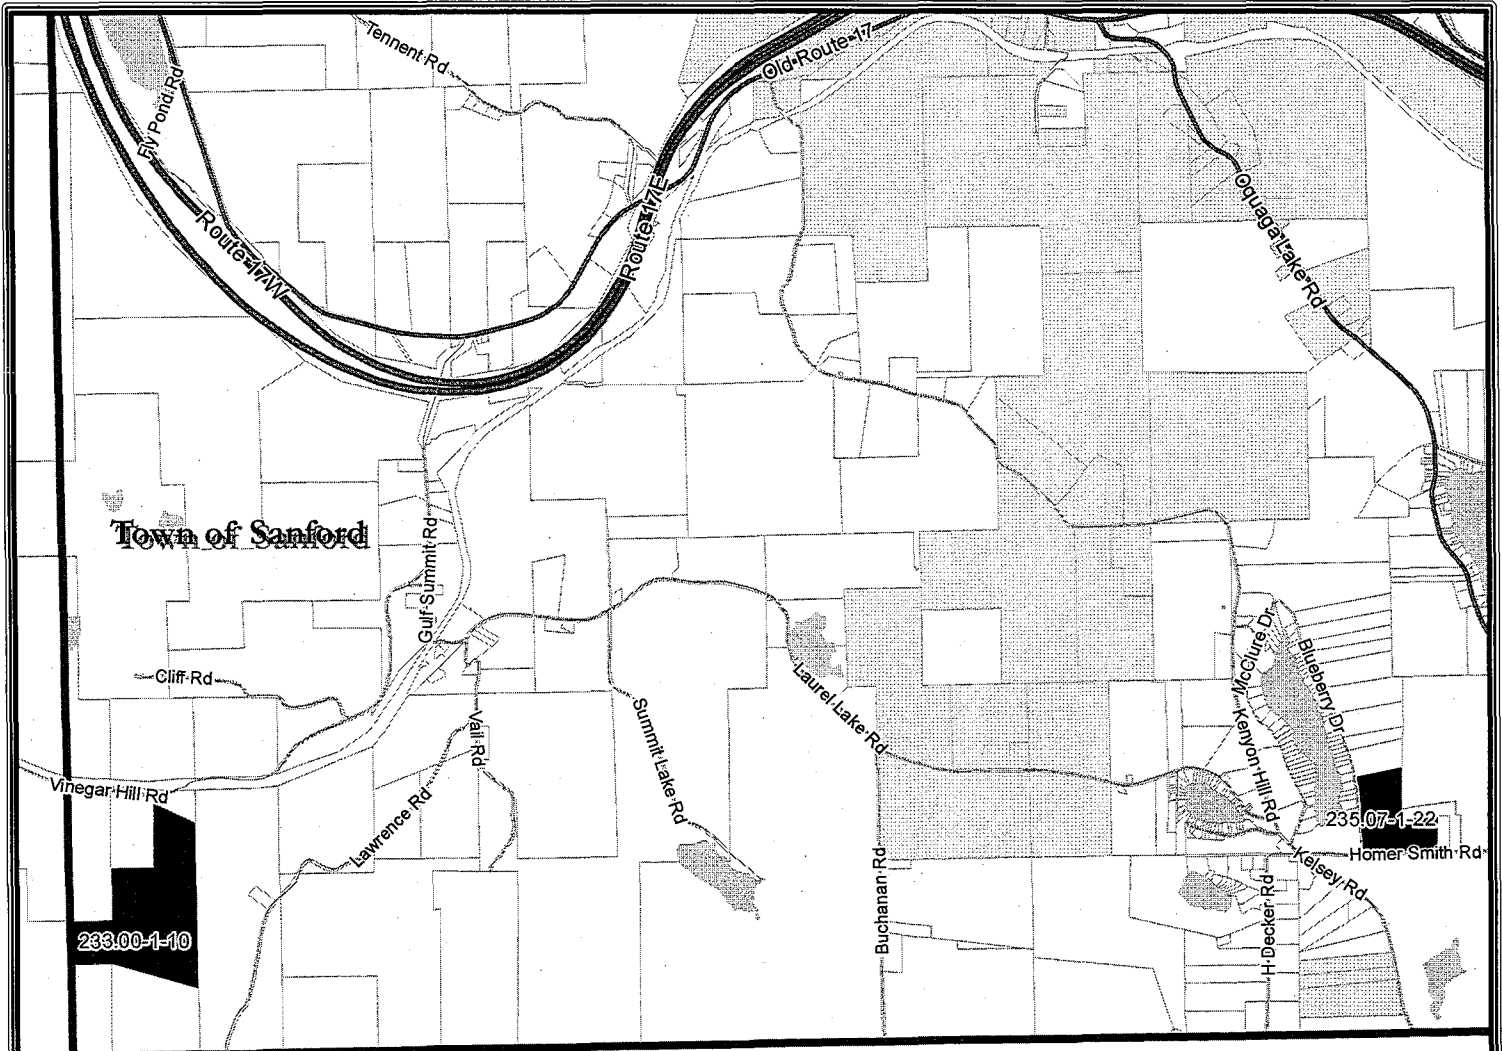 Tennent Rd
Old Route 17
Fly Pond Rd
Route 17W
Route 17E
Oquaga Lake Rd
Town of Sanford
Gulf Summit Rd
Cliff Rd
McClure Dr
Blueberry Dr
Laurel Lake Rd
Summit Lake Rd
Vail Rd
Kenyon Hill Rd
Vinegar Hill Rd
Lawrence Rd
235.07-1-22
Homer Smith Rd
Kelsey Rd
Buchanan Rd
H Decker Rd
233.00-1-10